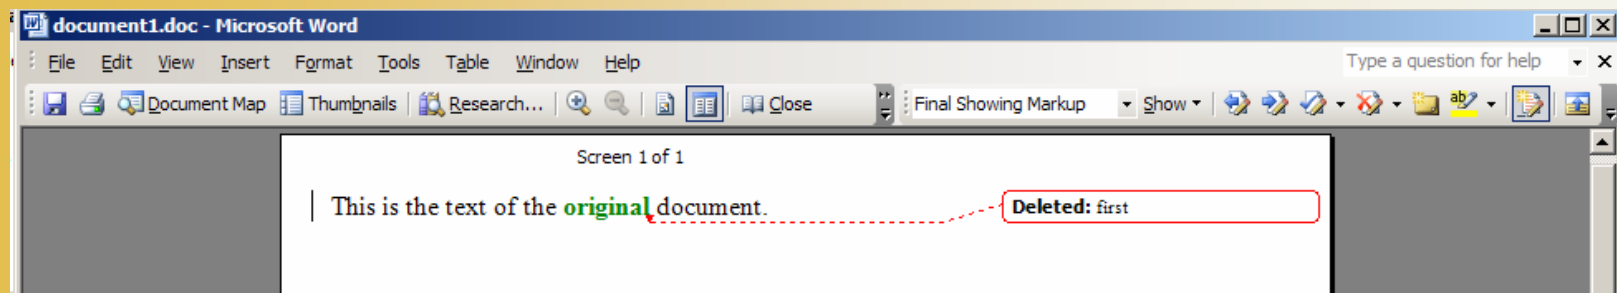 document1.doc - Microsoft Word
File Edit View Insert Format Tools Table Window Help Type a question for help
Document Map Thumbnails Research... Close Final Showing Markup Show
Screen 1 of 1
This is the text of the original document. Deleted: first